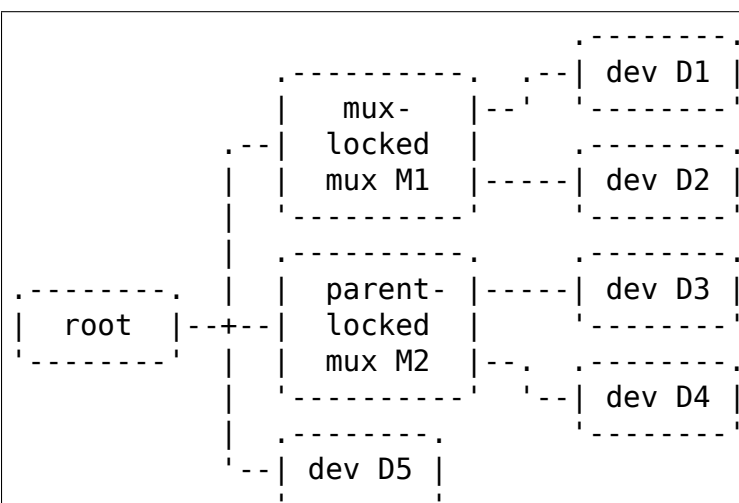 dev D1
mux-
locked
mux M1
dev D2
parent-
locked
mux M2
dev D3
root
dev D4
dev D5